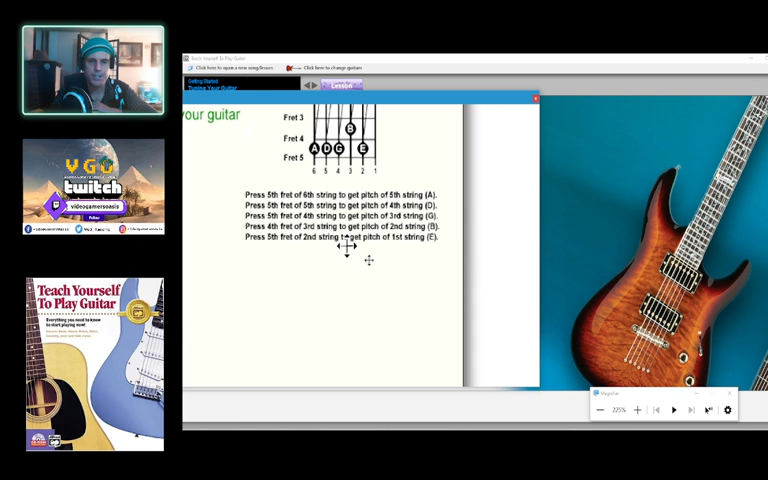 VGO
twitch
videogamersoasis
Follow
Teach Yourself
To Play Guitar
Everything you need to know
to start playing now!
Teach Yourself To Play Guitar
Click here to open a new song/lesson
Click here to change guitars
Getting Started
Tuning Your Guitar
Lesson
your guitar
Fret 3
Fret 4
Fret 5
B
A D G E
6 5 4 3 2 1
Press 5th fret of 6th string to get pitch of 5th string (A).
Press 5th fret of 5th string to get pitch of 4th string (D).
Press 5th fret of 4th string to get pitch of 3rd string (G).
Press 4th fret of 3rd string to get pitch of 2nd string (B).
Press 5th fret of 2nd string to get pitch of 1st string (E).
Magnifier
225%